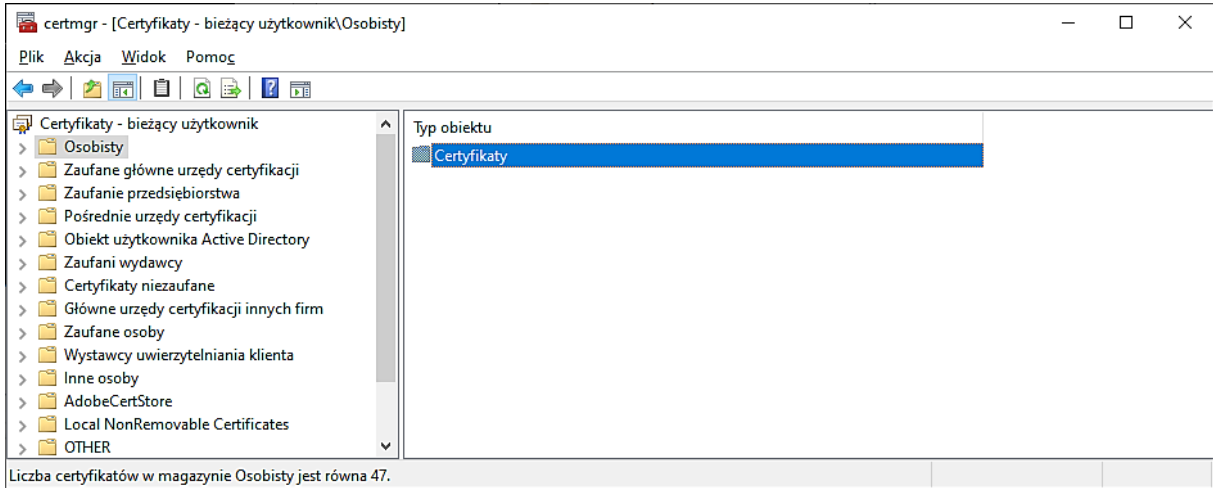 certmgr - [Certyfikaty - bieżący użytkownik\Osobisty]
Plik Akcja Widok Pomoc
Certyfikaty - bieżący użytkownik
Osobisty
Zaufane główne urzędy certyfikacji
Zaufanie przedsiębiorstwa
Pośrednie urzędy certyfikacji
Obiekt użytkownika Active Directory
Zaufani wydawcy
Certyfikaty niezaufane
Główne urzędy certyfikacji innych firm
Zaufane osoby
Wystawcy uwierzytelniania klienta
Inne osoby
AdobeCertStore
Local NonRemovable Certificates
OTHER
Typ obiektu
Certyfikaty
Liczba certyfikatów w magazynie Osobisty jest równa 47.